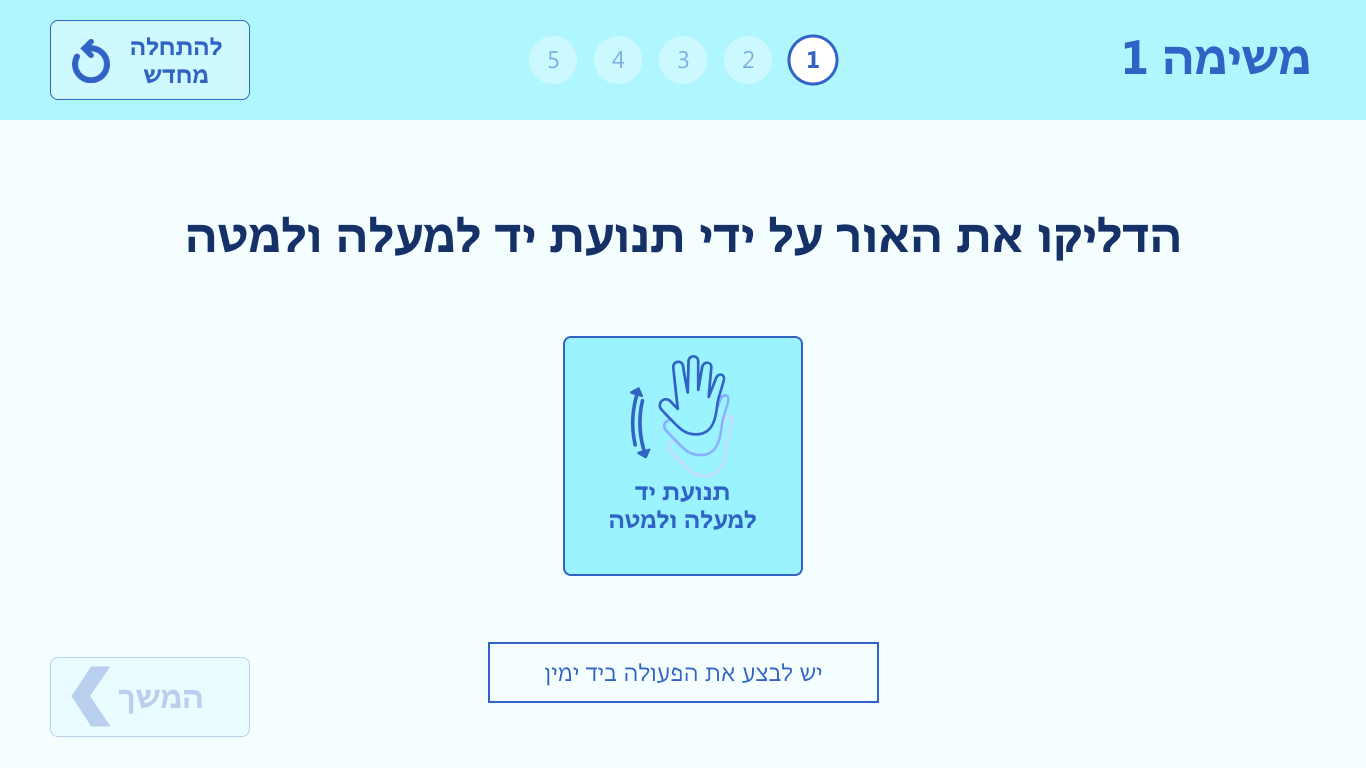 משימה 1
1
2
3
4
5
להתחלה
מחדש
הדליקו את האור על ידי תנועת יד למעלה ולמטה
תנועת יד
למעלה ולמטה
יש לבצע את הפעולה ביד ימין
המשך